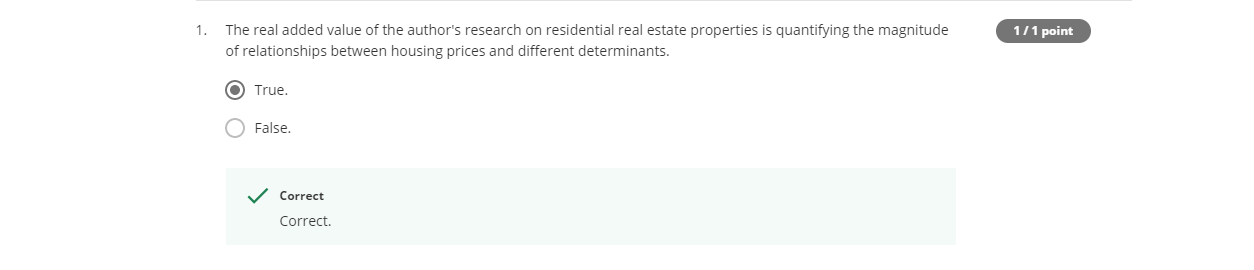 1. The real added value of the author's research on residential real estate properties is quantifying the magnitude
of relationships between housing prices and different determinants.
1 / 1 point
True.
False.
Correct
Correct.